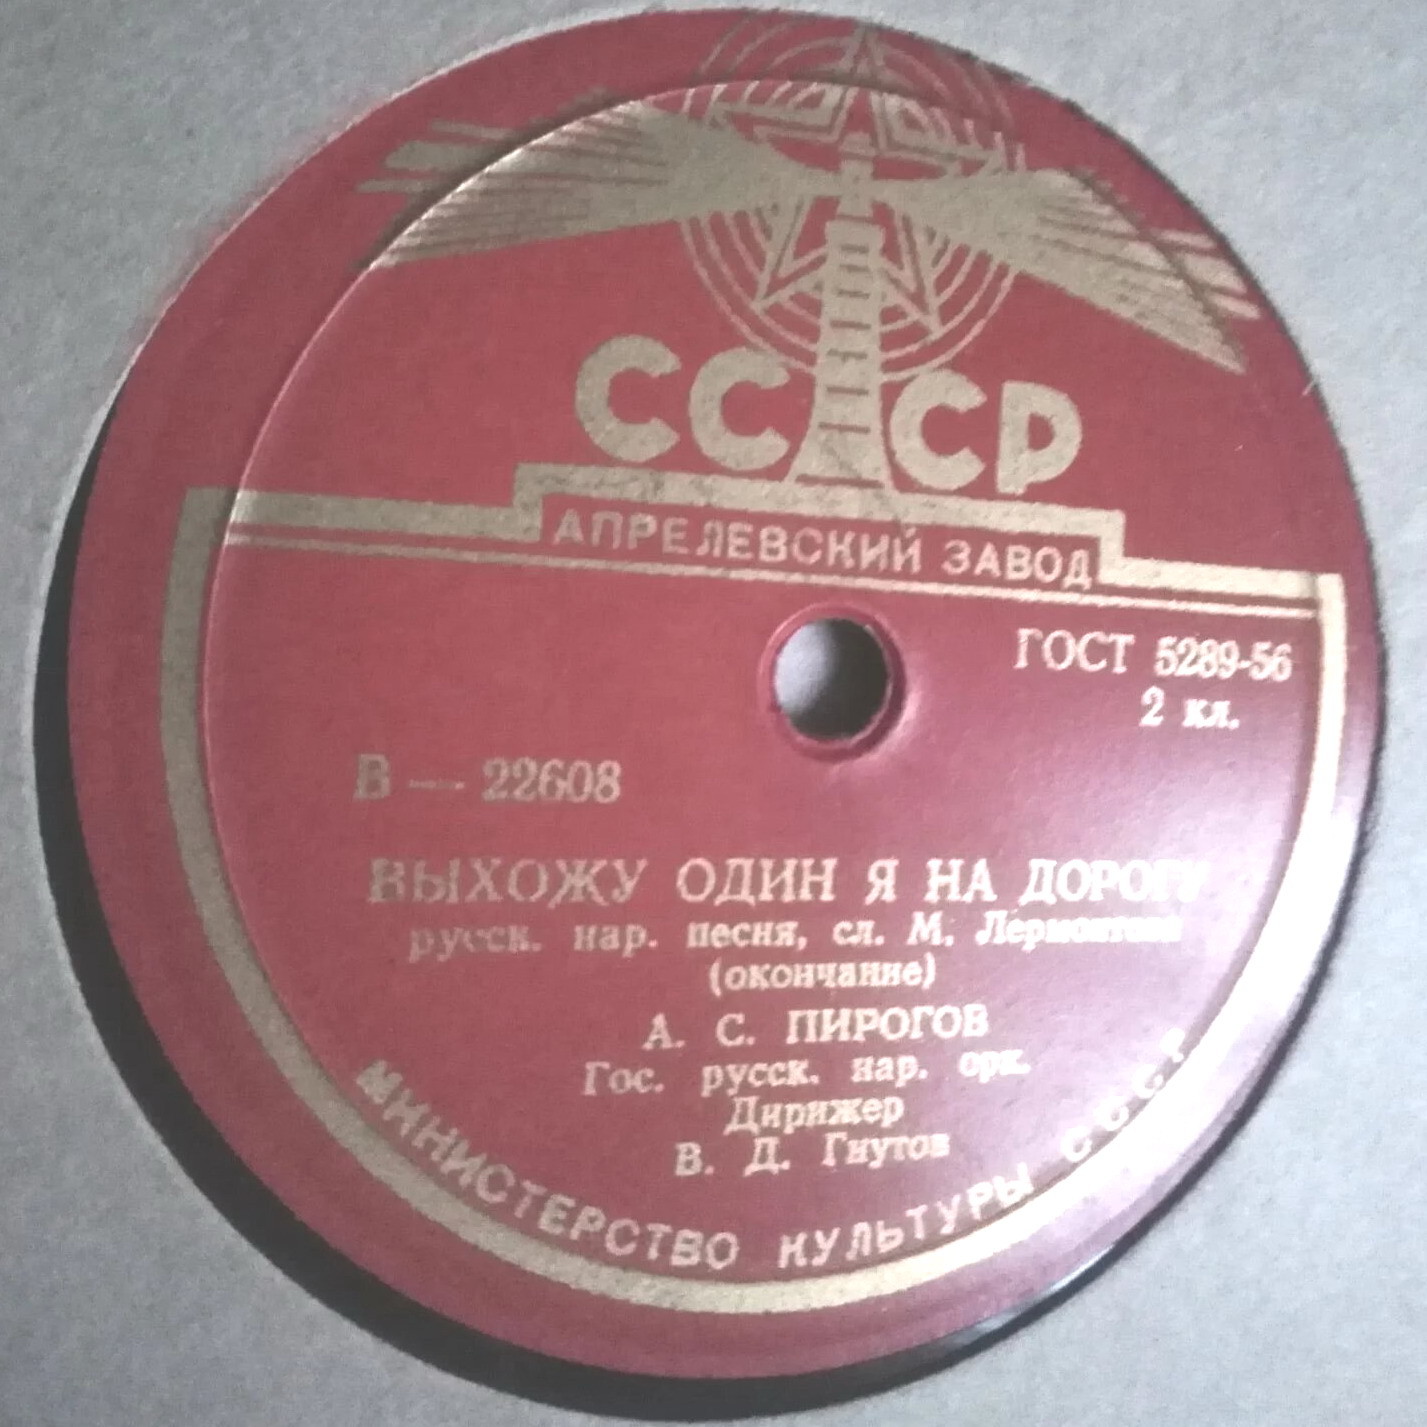 СССР
АПРЕЛЕВСКИЙ ЗАВОД
ГОСТ 5289-56
2 кл.
В — 22608
ВЫХОЖУ ОДИН Я НА ДОРОГУ
русск. нар. песня, сл. М. Лермонтова
(окончание)
А. С. ПИРОГОВ
Гос. русск. нар. орк.
Дирижер
В. Д. Гнутов
МИНИСТЕРСТВО КУЛЬТУРЫ СССР